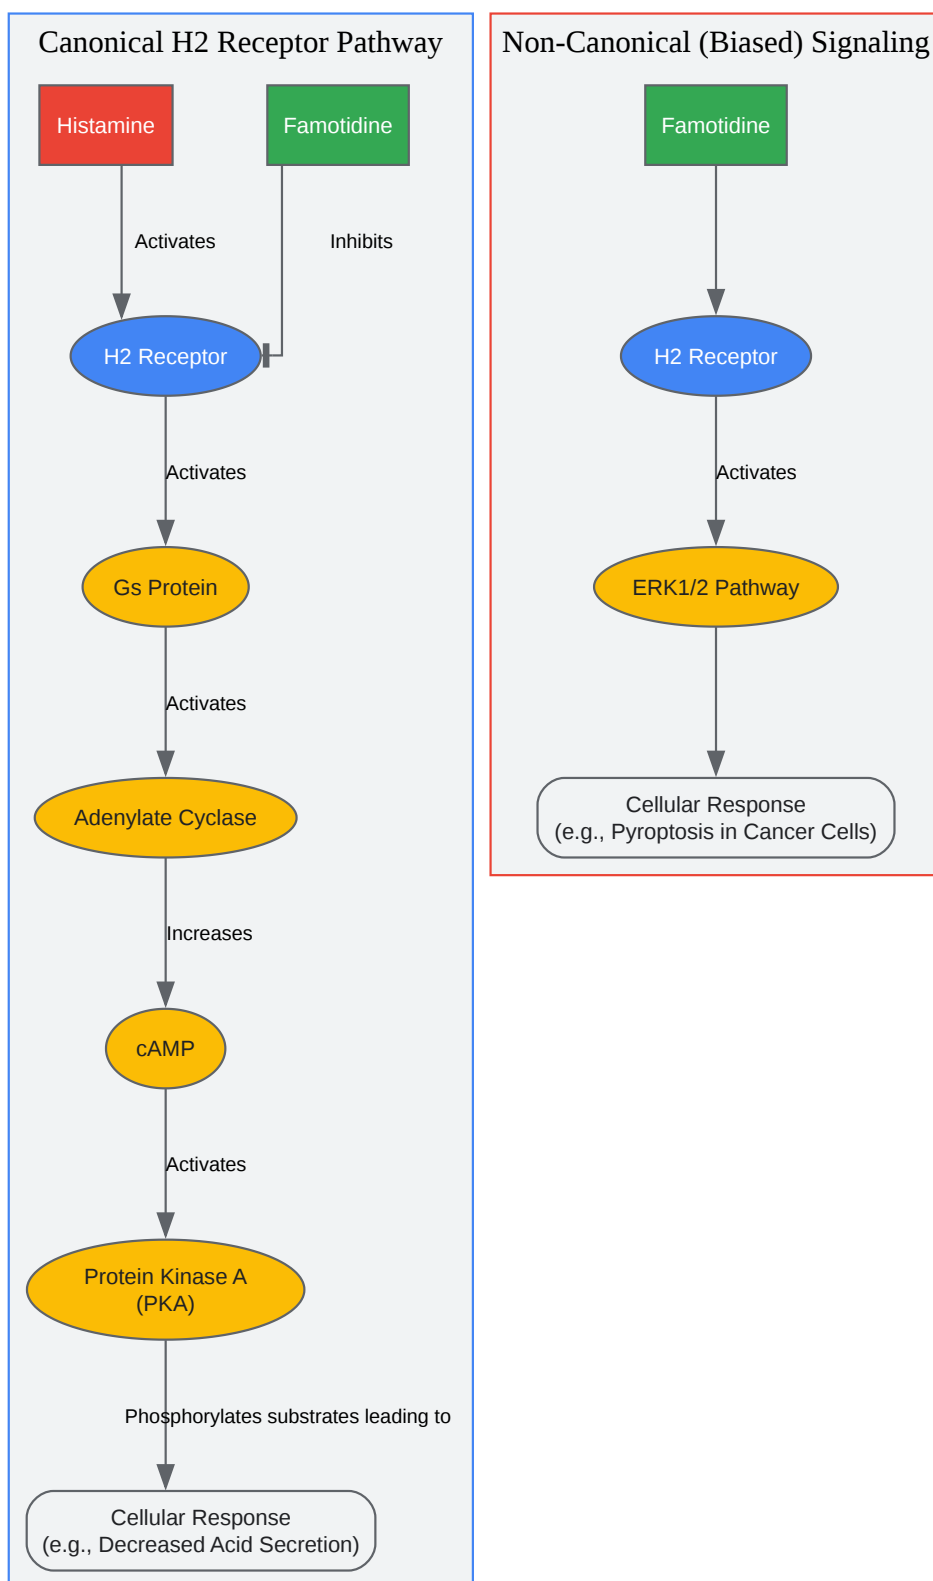 Canonical H2 Receptor Pathway
Histamine
Famotidine
Activates
Inhibits
H2 Receptor
Activates
Gs Protein
Activates
Adenylate Cyclase
Increases
cAMP
Activates
Protein Kinase A
(PKA)
Phosphorylates substrates leading to
Cellular Response
(e.g., Decreased Acid Secretion)
Non-Canonical (Biased) Signaling
Famotidine
H2 Receptor
Activates
ERK1/2 Pathway
Cellular Response
(e.g., Pyroptosis in Cancer Cells)